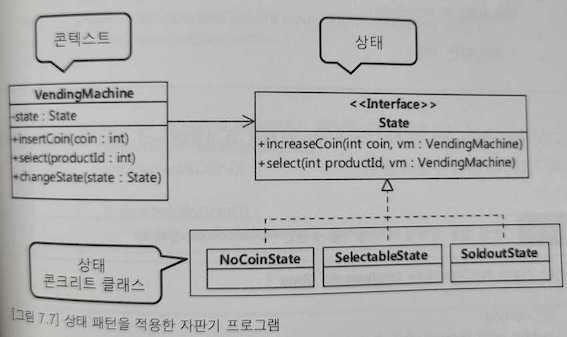 콘텍스트
상태
VendingMachine
-state : State
+insertCoin(coin : int)
+select(productId : int)
+changeState(state : State)
<<Interface>>
State
+increaseCoin(int coin, vm : VendingMachine)
+select(int productId, vm : VendingMachine)
상태
콘크리트 클래스
NoCoinState
SelectableState
SoldoutState
[그림 7.7] 상태 패턴을 적용한 자판기 프로그램